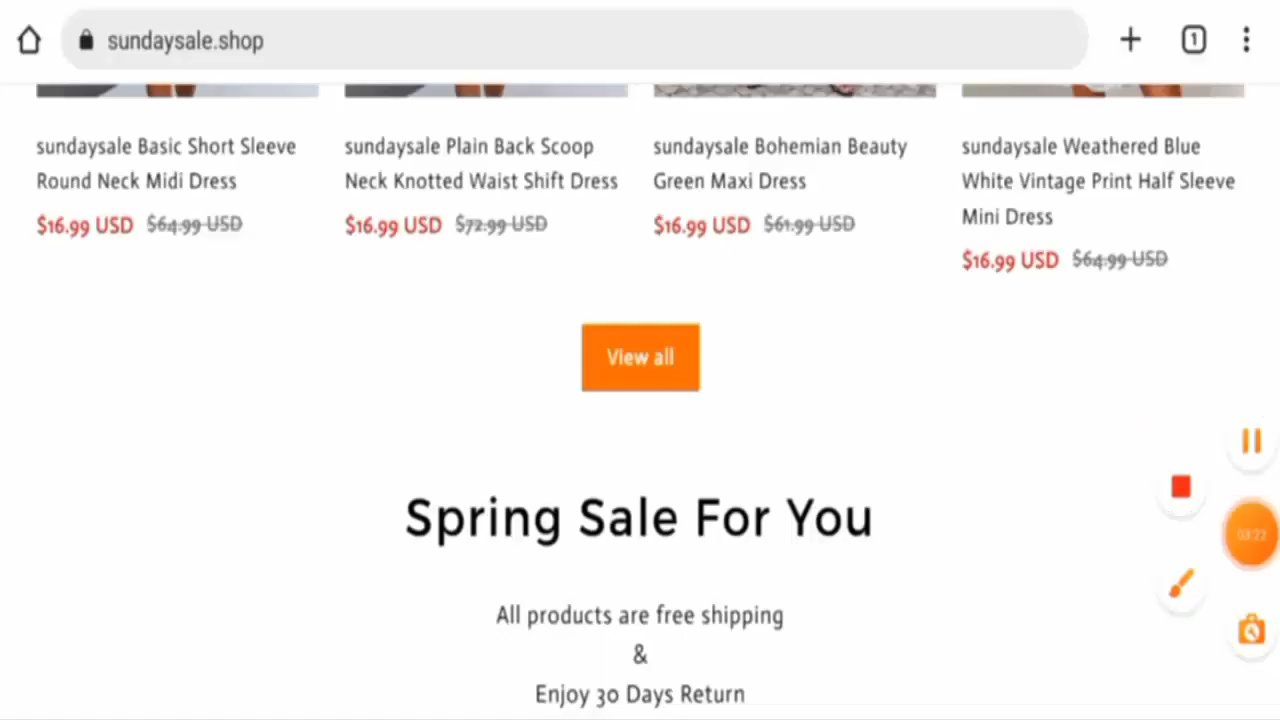 sundaysale.shop
1
sundaysale Basic Short Sleeve
Round Neck Midi Dress
$16.99 USD $64.99 USD
sundaysale Plain Back Scoop
Neck Knotted Waist Shift Dress
$16.99 USD $72.99 USD
sundaysale Bohemian Beauty
Green Maxi Dress
$16.99 USD $61.99 USD
sundaysale Weathered Blue
White Vintage Print Half Sleeve
Mini Dress
$16.99 USD $64.99 USD
View all
Spring Sale For You
All products are free shipping
&
Enjoy 30 Days Return